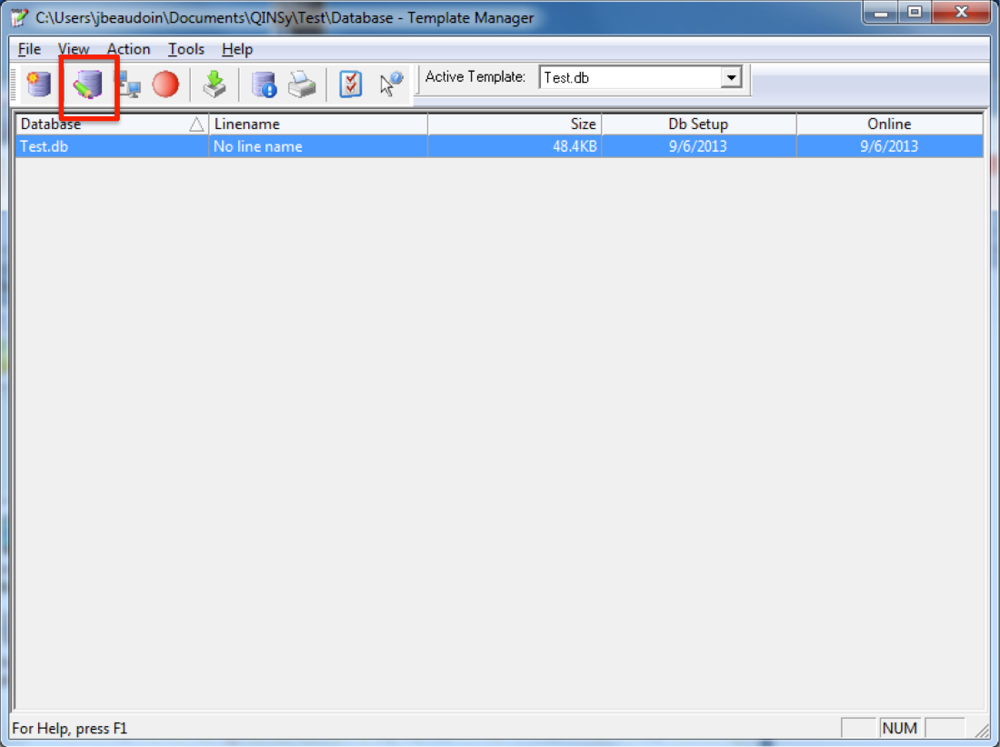 C:\Users\jbeaudoin\Documents\QINSy\Test\Database - Template Manager
File View Action Tools Help
Active Template: Test.db
Database Linename Size Db Setup Online
Test.db No line name 48.4KB 9/6/2013 9/6/2013
For Help, press F1 NUM